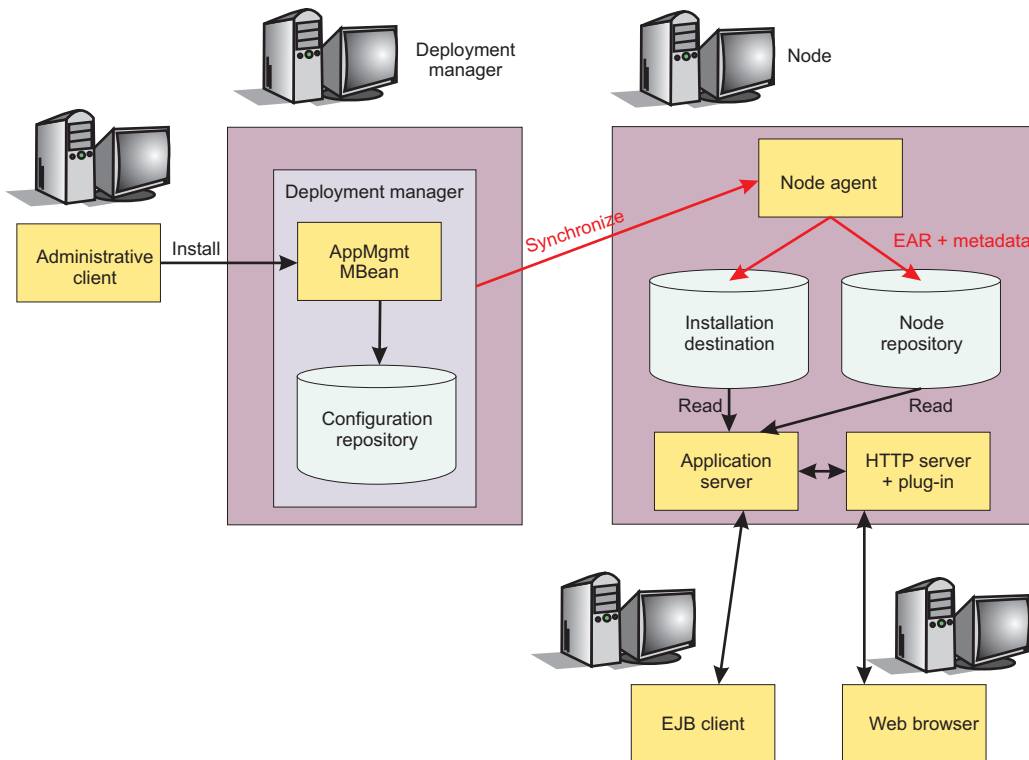 Deployment
manager
Node
Deployment manager
Node agent
Administrative
client
Install
AppMgmt
MBean
Synchronize
EAR + metadata
Installation
destination
Node
repository
Configuration
repository
Read
Read
Application
server
HTTP server
+ plug-in
EJB client
Web browser